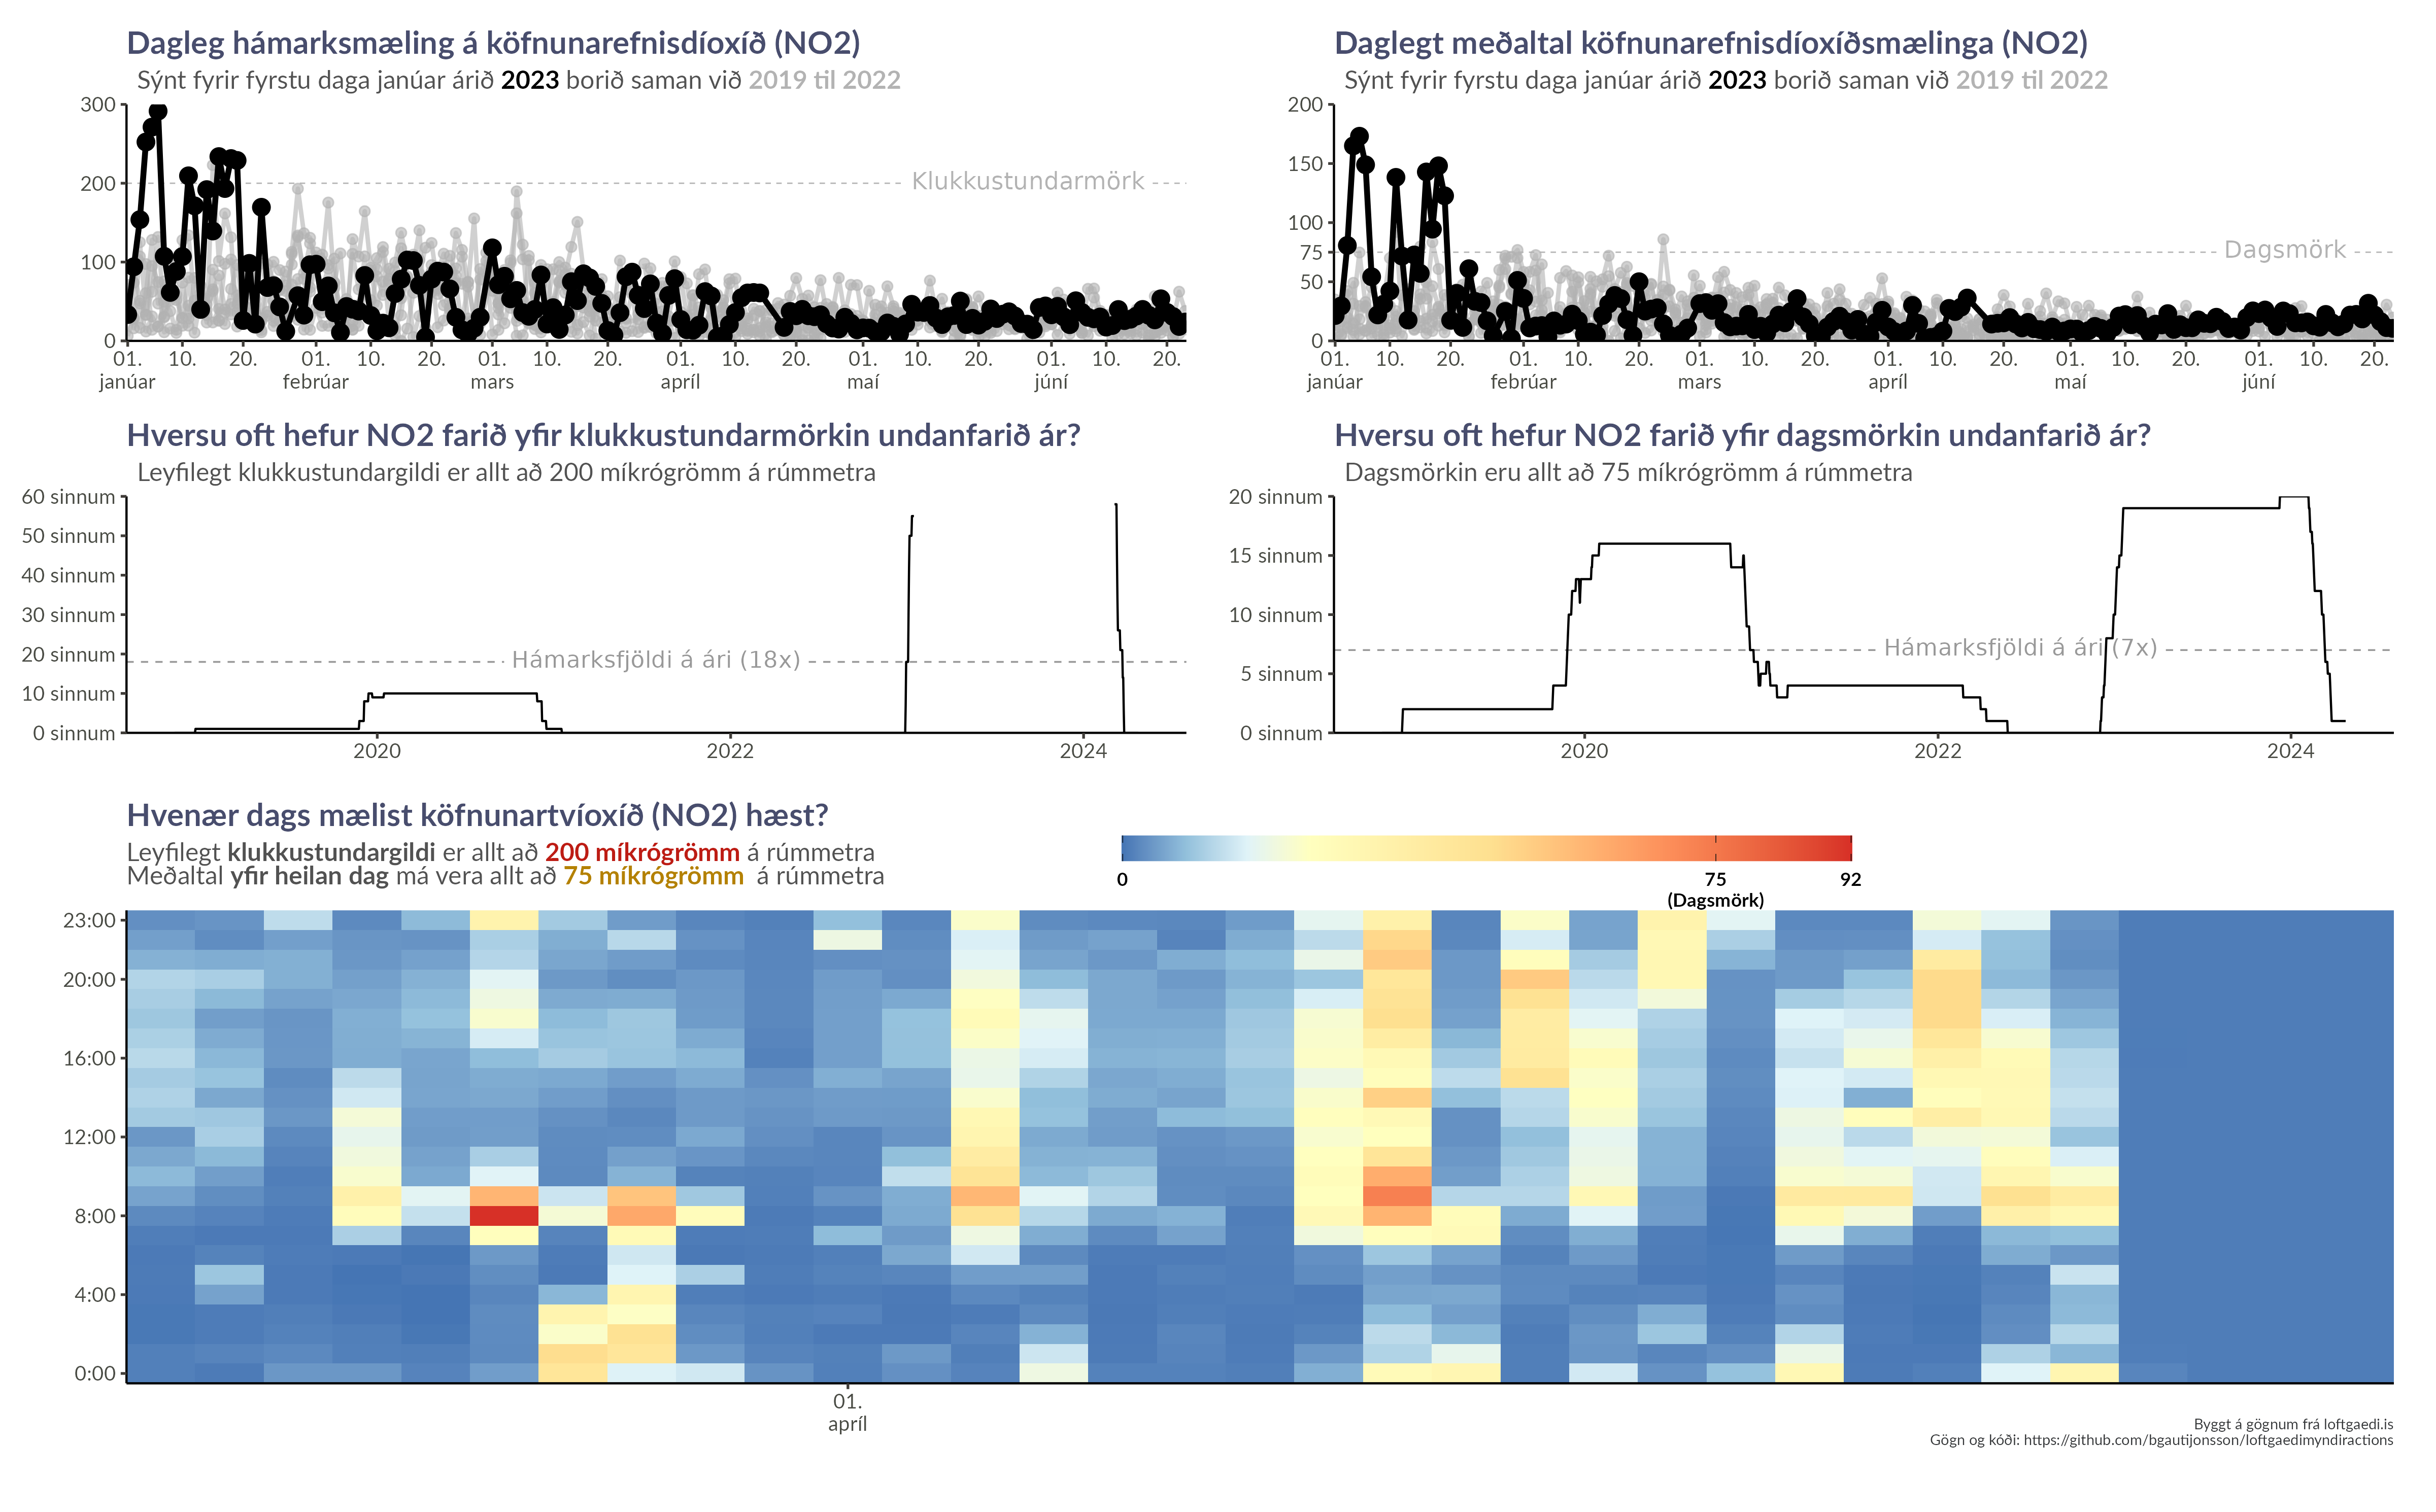 Dagleg hámarksmæling á köfnunarefnisdíoxíð (NO2)
Sýnt fyrir fyrstu daga janúar árið 2023 borið saman við 2019 til 2022
300
200
100
0
Klukkustundarmörk
01. 10. 20. 01. 10. 20. 01. 10. 20. 01. 10. 20. 01. 10. 20. 01. 10. 20.
janúar febrúar mars apríl maí júní
Daglegt meðaltal köfnunarefnisdíoxíðsmælinga (NO2)
Sýnt fyrir fyrstu daga janúar árið 2023 borið saman við 2019 til 2022
200
150
100
75
50
0
Dagsmörk
01. 10. 20. 01. 10. 20. 01. 10. 20. 01. 10. 20. 01. 10. 20. 01. 10. 20.
janúar febrúar mars apríl maí júní
Hversu oft hefur NO2 farið yfir klukkustundarmörkin undanfarið ár?
Leyfilegt klukkustundargildi er allt að 200 míkrógrömm á rúmmetra
60 sinnum
50 sinnum
40 sinnum
30 sinnum
20 sinnum
10 sinnum
0 sinnum
Hámarksfjöldi á ári (18x)
2020 2022 2024
Hversu oft hefur NO2 farið yfir dagsmörkin undanfarið ár?
Dagsmörkin eru allt að 75 míkrógrömm á rúmmetra
20 sinnum
15 sinnum
10 sinnum
5 sinnum
0 sinnum
Hámarksfjöldi á ári (7x)
2020 2022 2024
Hvenær dags mælist köfnunartvíoxíð (NO2) hæst?
Leyfilegt klukkustundargildi er allt að 200 míkrógrömm á rúmmetra
Meðaltal yfir heilan dag má vera allt að 75 míkrógrömm á rúmmetra
0 75 92
(Dagsmörk)
23:00
20:00
16:00
12:00
8:00
4:00
0:00
01.
apríl
Byggt á gögnum frá loftgaedi.is
Gögn og kóði: https://github.com/bgautijonsson/loftgaedimyndiractions